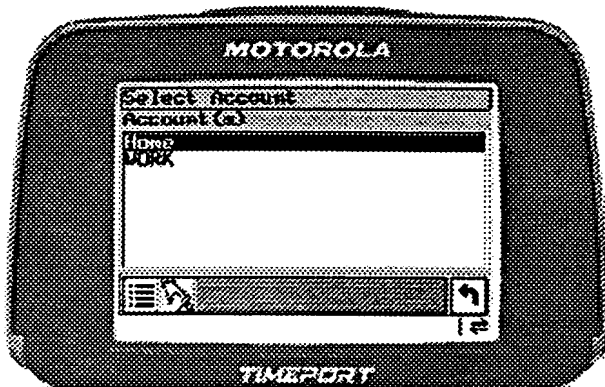 MOTOROLA
Select Account
Account(s)
Home
WORK
TIMEPORT